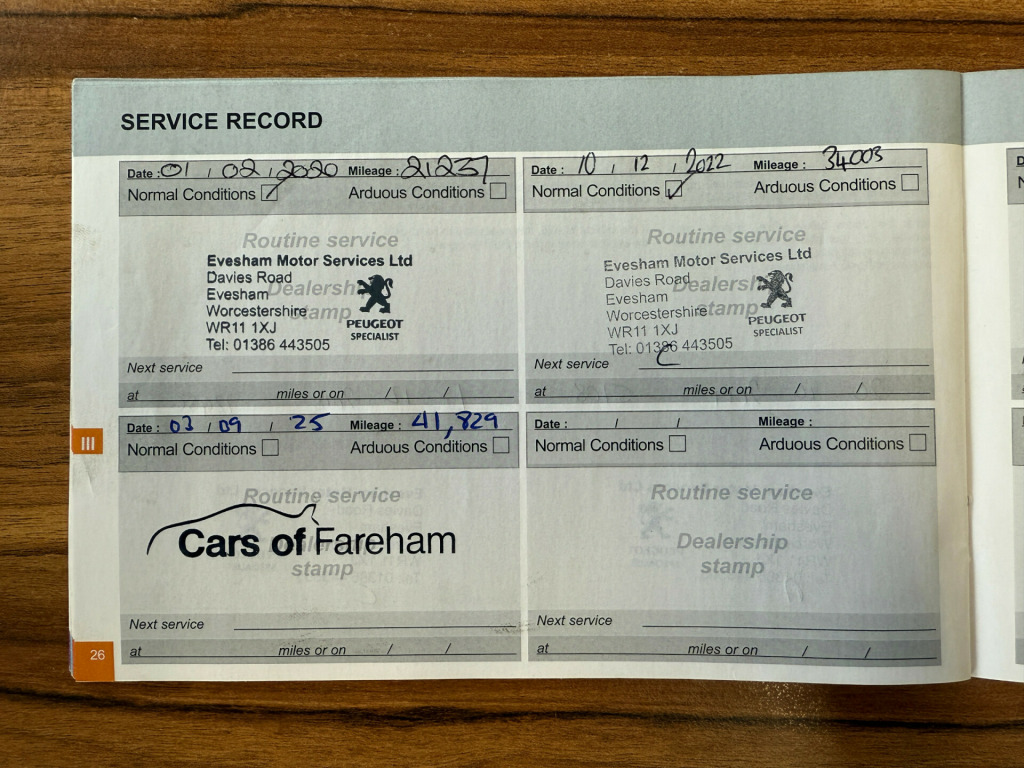 SERVICE RECORD
Date : 01 / 02 / 2020 Mileage : 21237
Normal Conditions Arduous Conditions
Routine service
Dealership
stamp
Evesham Motor Services Ltd
Davies Road
Evesham
Worcestershire
WR11 1XJ
Tel: 01386 443505
PEUGEOT
SPECIALIST
Next service
at miles or on / /
Date : 10 / 12 / 2022 Mileage : 34003
Normal Conditions Arduous Conditions
Routine service
Dealership
stamp
Evesham Motor Services Ltd
Davies Road
Evesham
Worcestershire
WR11 1XJ
Tel: 01386 443505
PEUGEOT
SPECIALIST
Next service
at miles or on / /
Date : 03 / 09 / 25 Mileage : 41,829
Normal Conditions Arduous Conditions
Routine service
Dealership
stamp
Cars of Fareham
Next service
at miles or on / /
Date : / / Mileage :
Normal Conditions Arduous Conditions
Routine service
Dealership
stamp
Next service
at miles or on / /
III
26